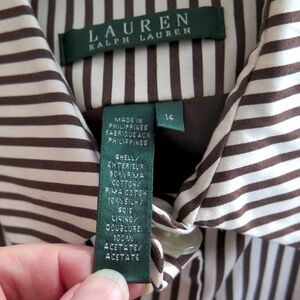 LAUREN
RALPH LAUREN
14
MADE IN
PHILIPPINES
FABRIQUE AUX
PHILIPPINES
SHELL/
EXTERIEUR:
90% PIMA
COTTON/
PIMA COTON
10% SILK/
SOIE
LINING/
DOUBLURE:
100%
ACETATE/
ACETATE